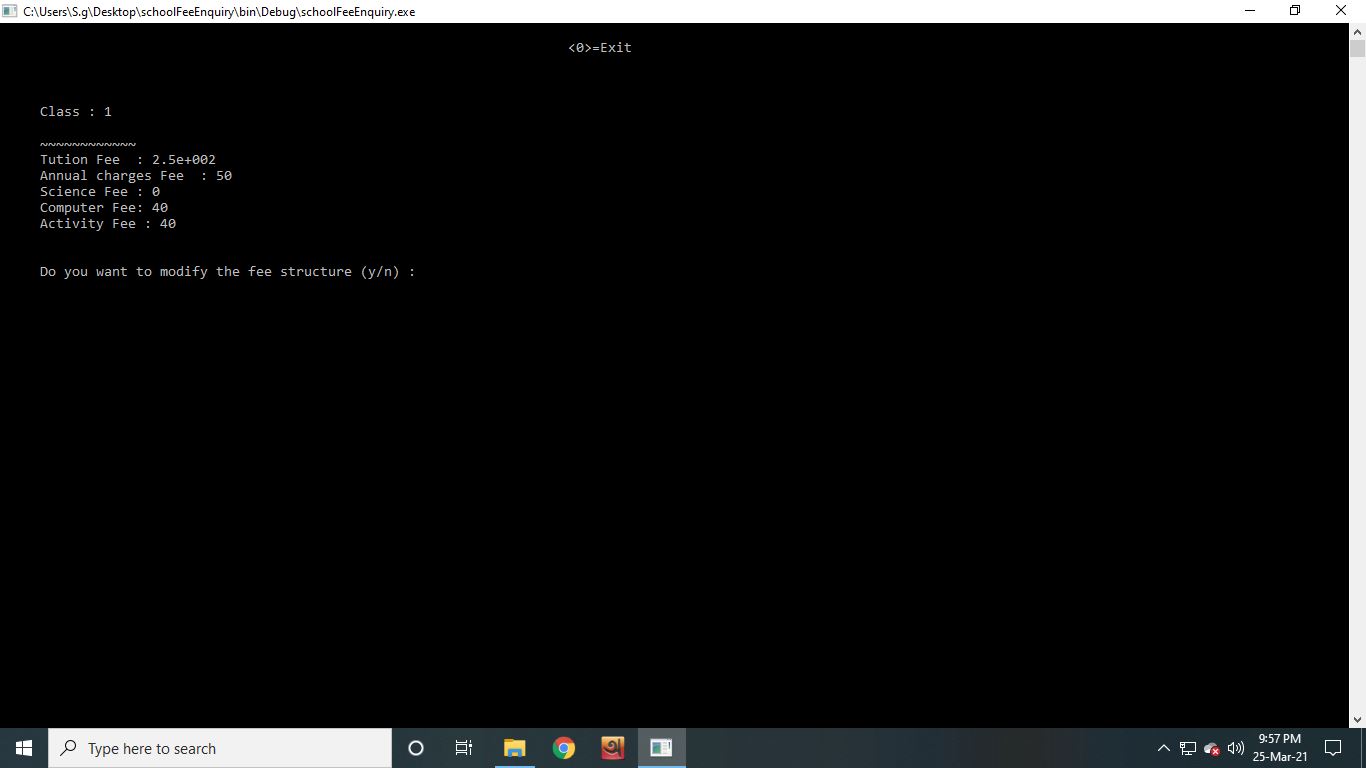 C:\Users\S.g\Desktop\schoolFeeEnquiry\bin\Debug\schoolFeeEnquiry.exe
<0>=Exit
Class : 1
~~~~~~~~~~~~
Tution Fee  : 2.5e+002
Annual charges Fee  : 50
Science Fee : 0
Computer Fee: 40
Activity Fee : 40
Do you want to modify the fee structure (y/n) :
Type here to search
9:57 PM
25-Mar-21